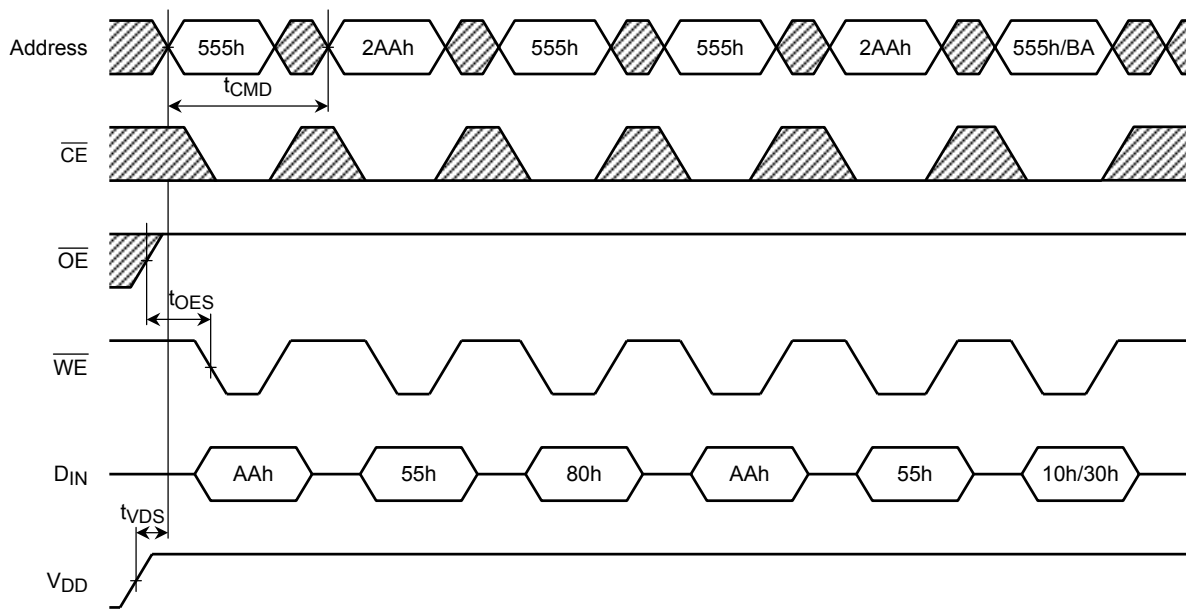 Address 555h 2AAh 555h 555h 2AAh 555h/BA
tCMD
CE
OE
tOES
WE
DIN AAh 55h 80h AAh 55h 10h/30h
tVDS
VDD